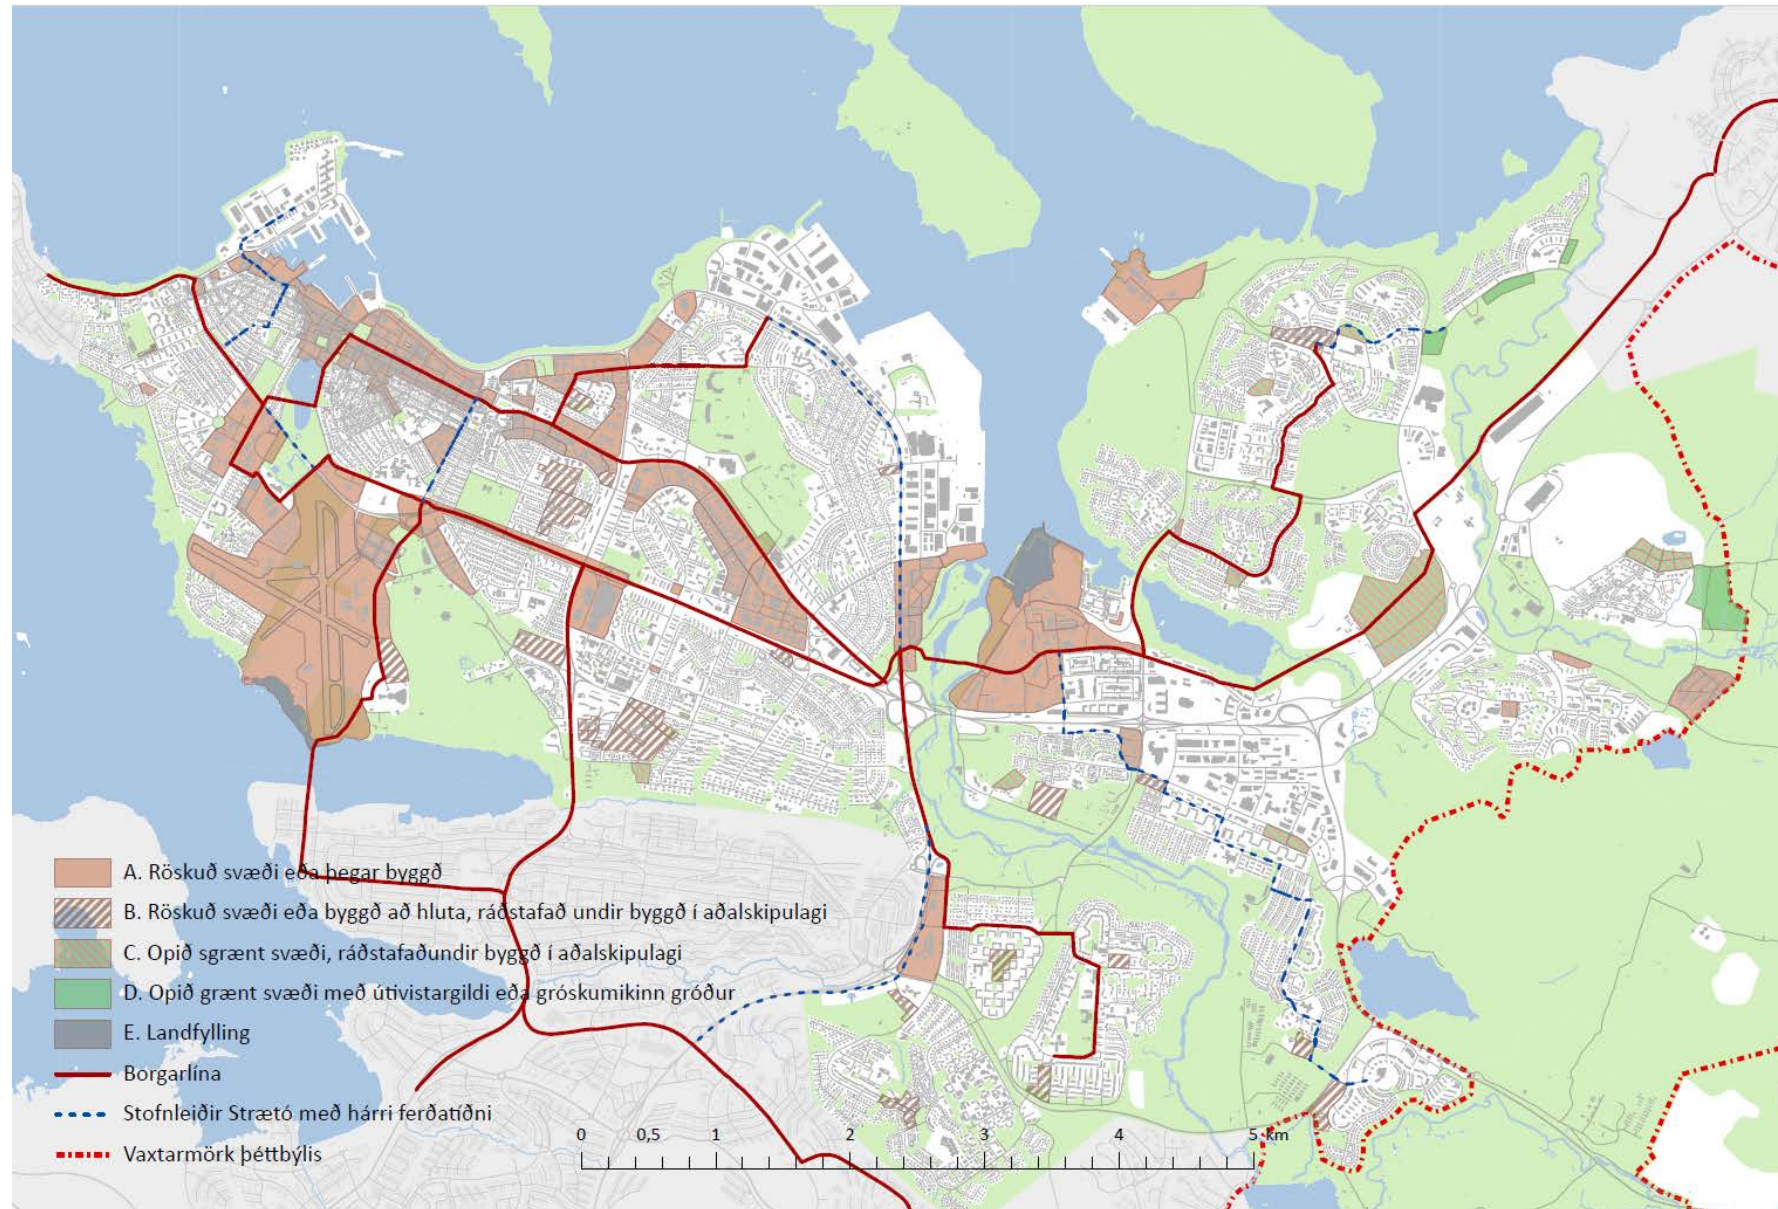 A. Röskuð svæði eða þegar byggð
B. Röskuð svæði eða byggð að hluta, ráðstafað undir byggð í aðalskipulagi
C. Opið sgrænt svæði, ráðstafaðundir byggð í aðalskipulagi
D. Opið grænt svæði með útivistargildi eða gróskumikinn gróður
E. Landfylling
Borgarlína
Stofnleiðir Strætó með hárri ferðatíðni
Vaxtarmörk þéttbýlis
0 0,5 1 2 3 4 5 km